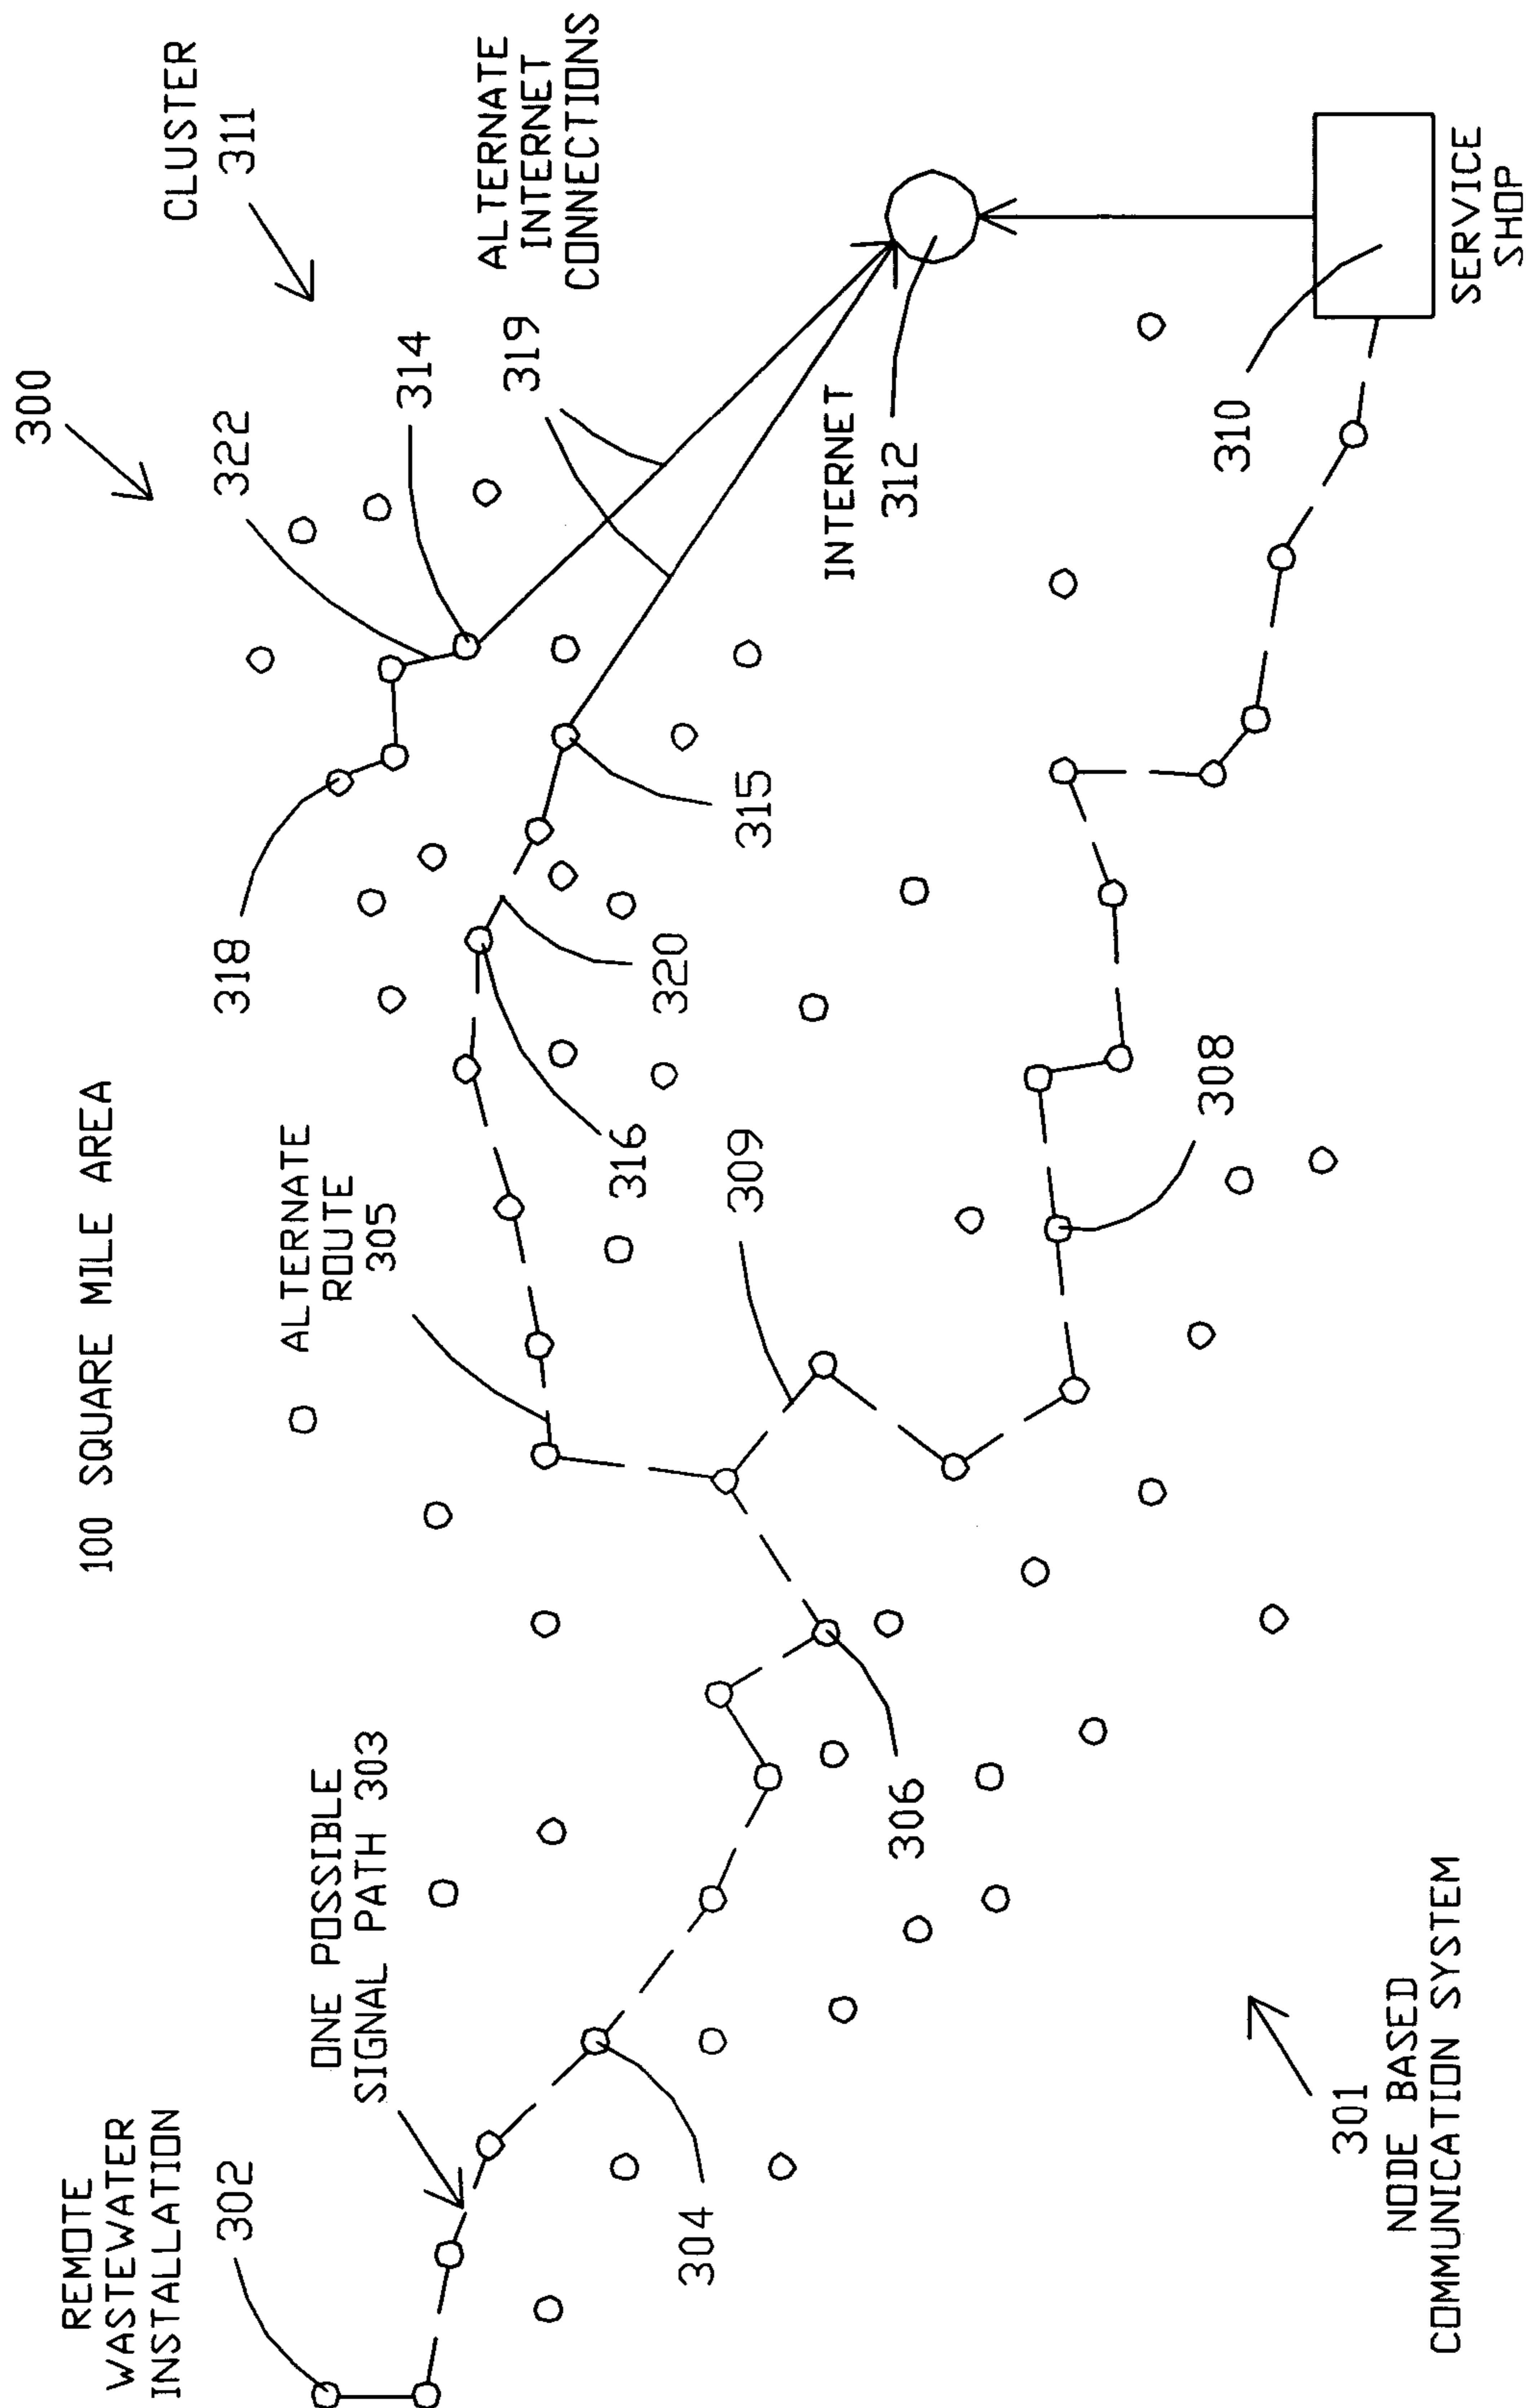 100 SQUARE MILE AREA
300
CLUSTER
311
REMOTE
WASTEWATER
INSTALLATION
302
318
322
ALTERNATE
ROUTE
305
ONE POSSIBLE
SIGNAL PATH 303
314
ALTERNATE
INTERNET
CONNECTIONS
319
304
316
320
309
315
306
INTERNET
312
308
310
301
NODE BASED
COMMUNICATION SYSTEM
SERVICE
SHOP